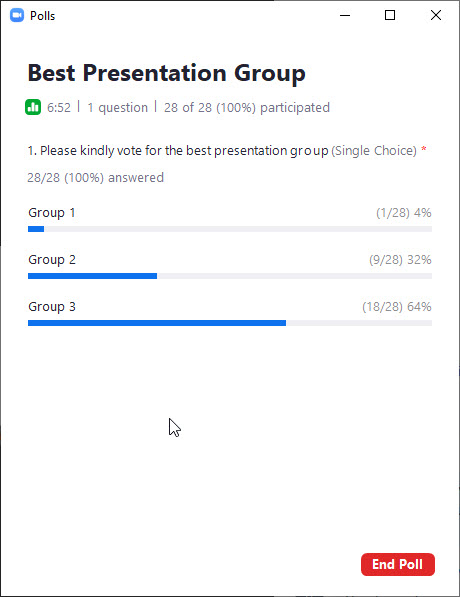 Polls
Best Presentation Group
6:52 | 1 question | 28 of 28 (100%) participated
1. Please kindly vote for the best presentation group (Single Choice) *
28/28 (100%) answered
Group 1 (1/28) 4%
Group 2 (9/28) 32%
Group 3 (18/28) 64%
End Poll